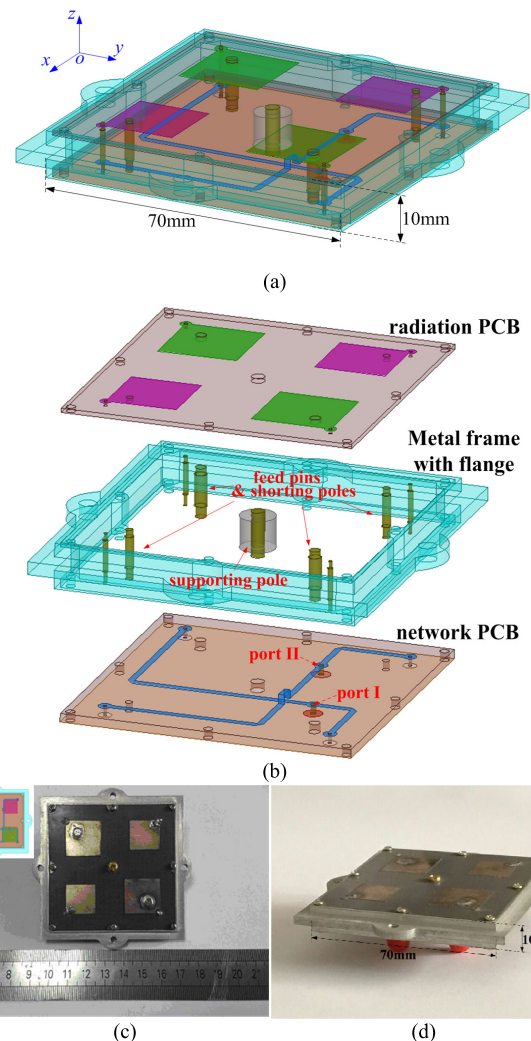 z
y
x
o
70mm
10mm
(a)
radiation PCB
Metal frame
with flange
feed pins
& shorting poles
supporting pole
network PCB
port II
port I
(b)
8 9 10 11 12 13 14 15 16 17 18 19 20
70mm
(c)
(d)